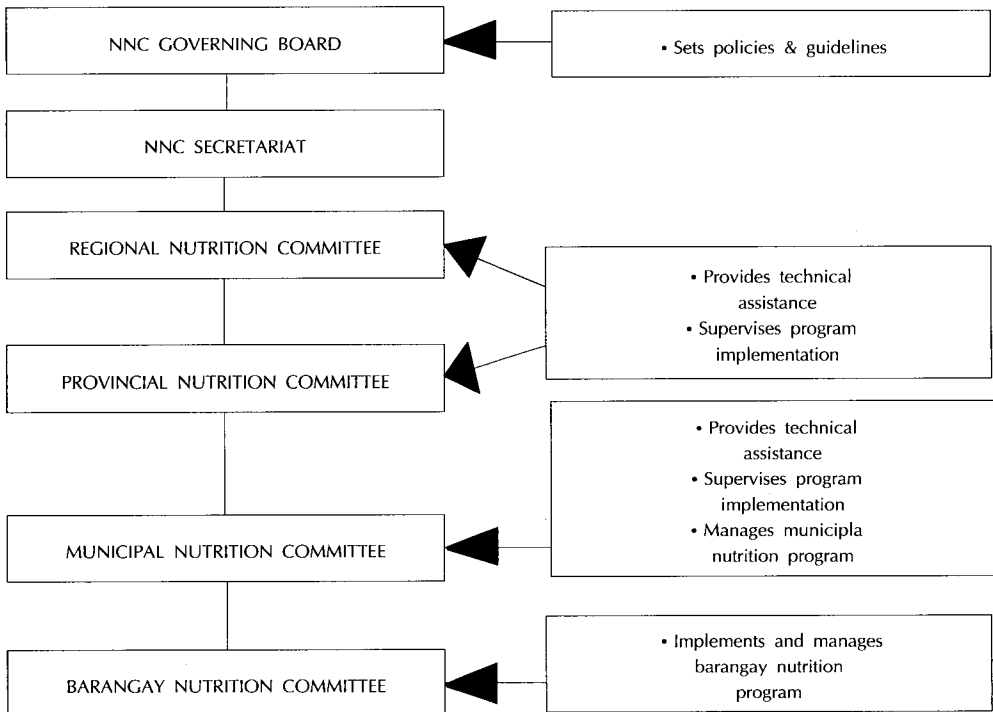 NNC GOVERNING BOARD
• Sets policies & guidelines
NNC SECRETARIAT
REGIONAL NUTRITION COMMITTEE
• Provides technical
assistance
• Supervises program
implementation
PROVINCIAL NUTRITION COMMITTEE
• Provides technical
assistance
• Supervises program
implementation
• Manages municipla
nutrition program
MUNICIPAL NUTRITION COMMITTEE
• Implements and manages
barangay nutrition
program
BARANGAY NUTRITION COMMITTEE